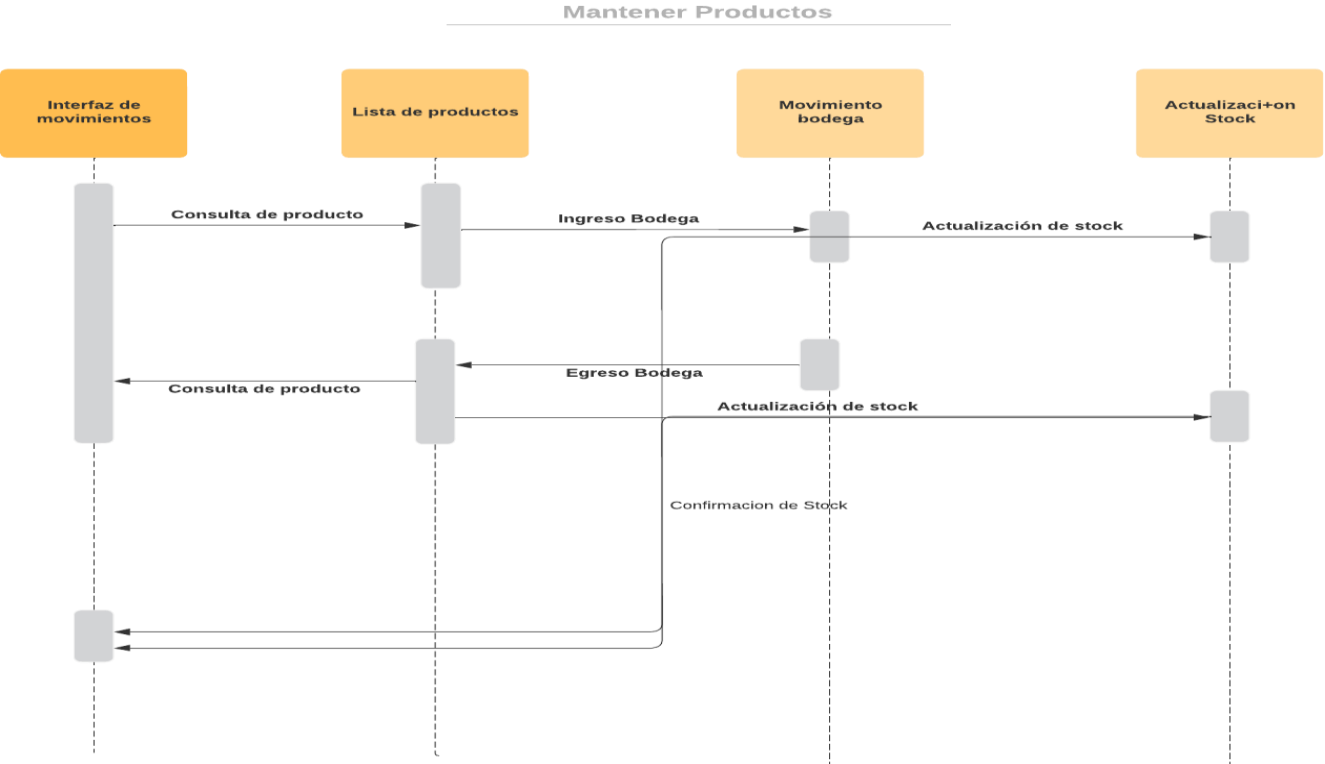 Mantener Productos
Interfaz de
movimientos
Lista de productos
Movimiento
bodega
Actualizaci+on
Stock
Consulta de producto
Ingreso Bodega
Actualización de stock
Egreso Bodega
Consulta de producto
Actualización de stock
Confirmacion de Stock